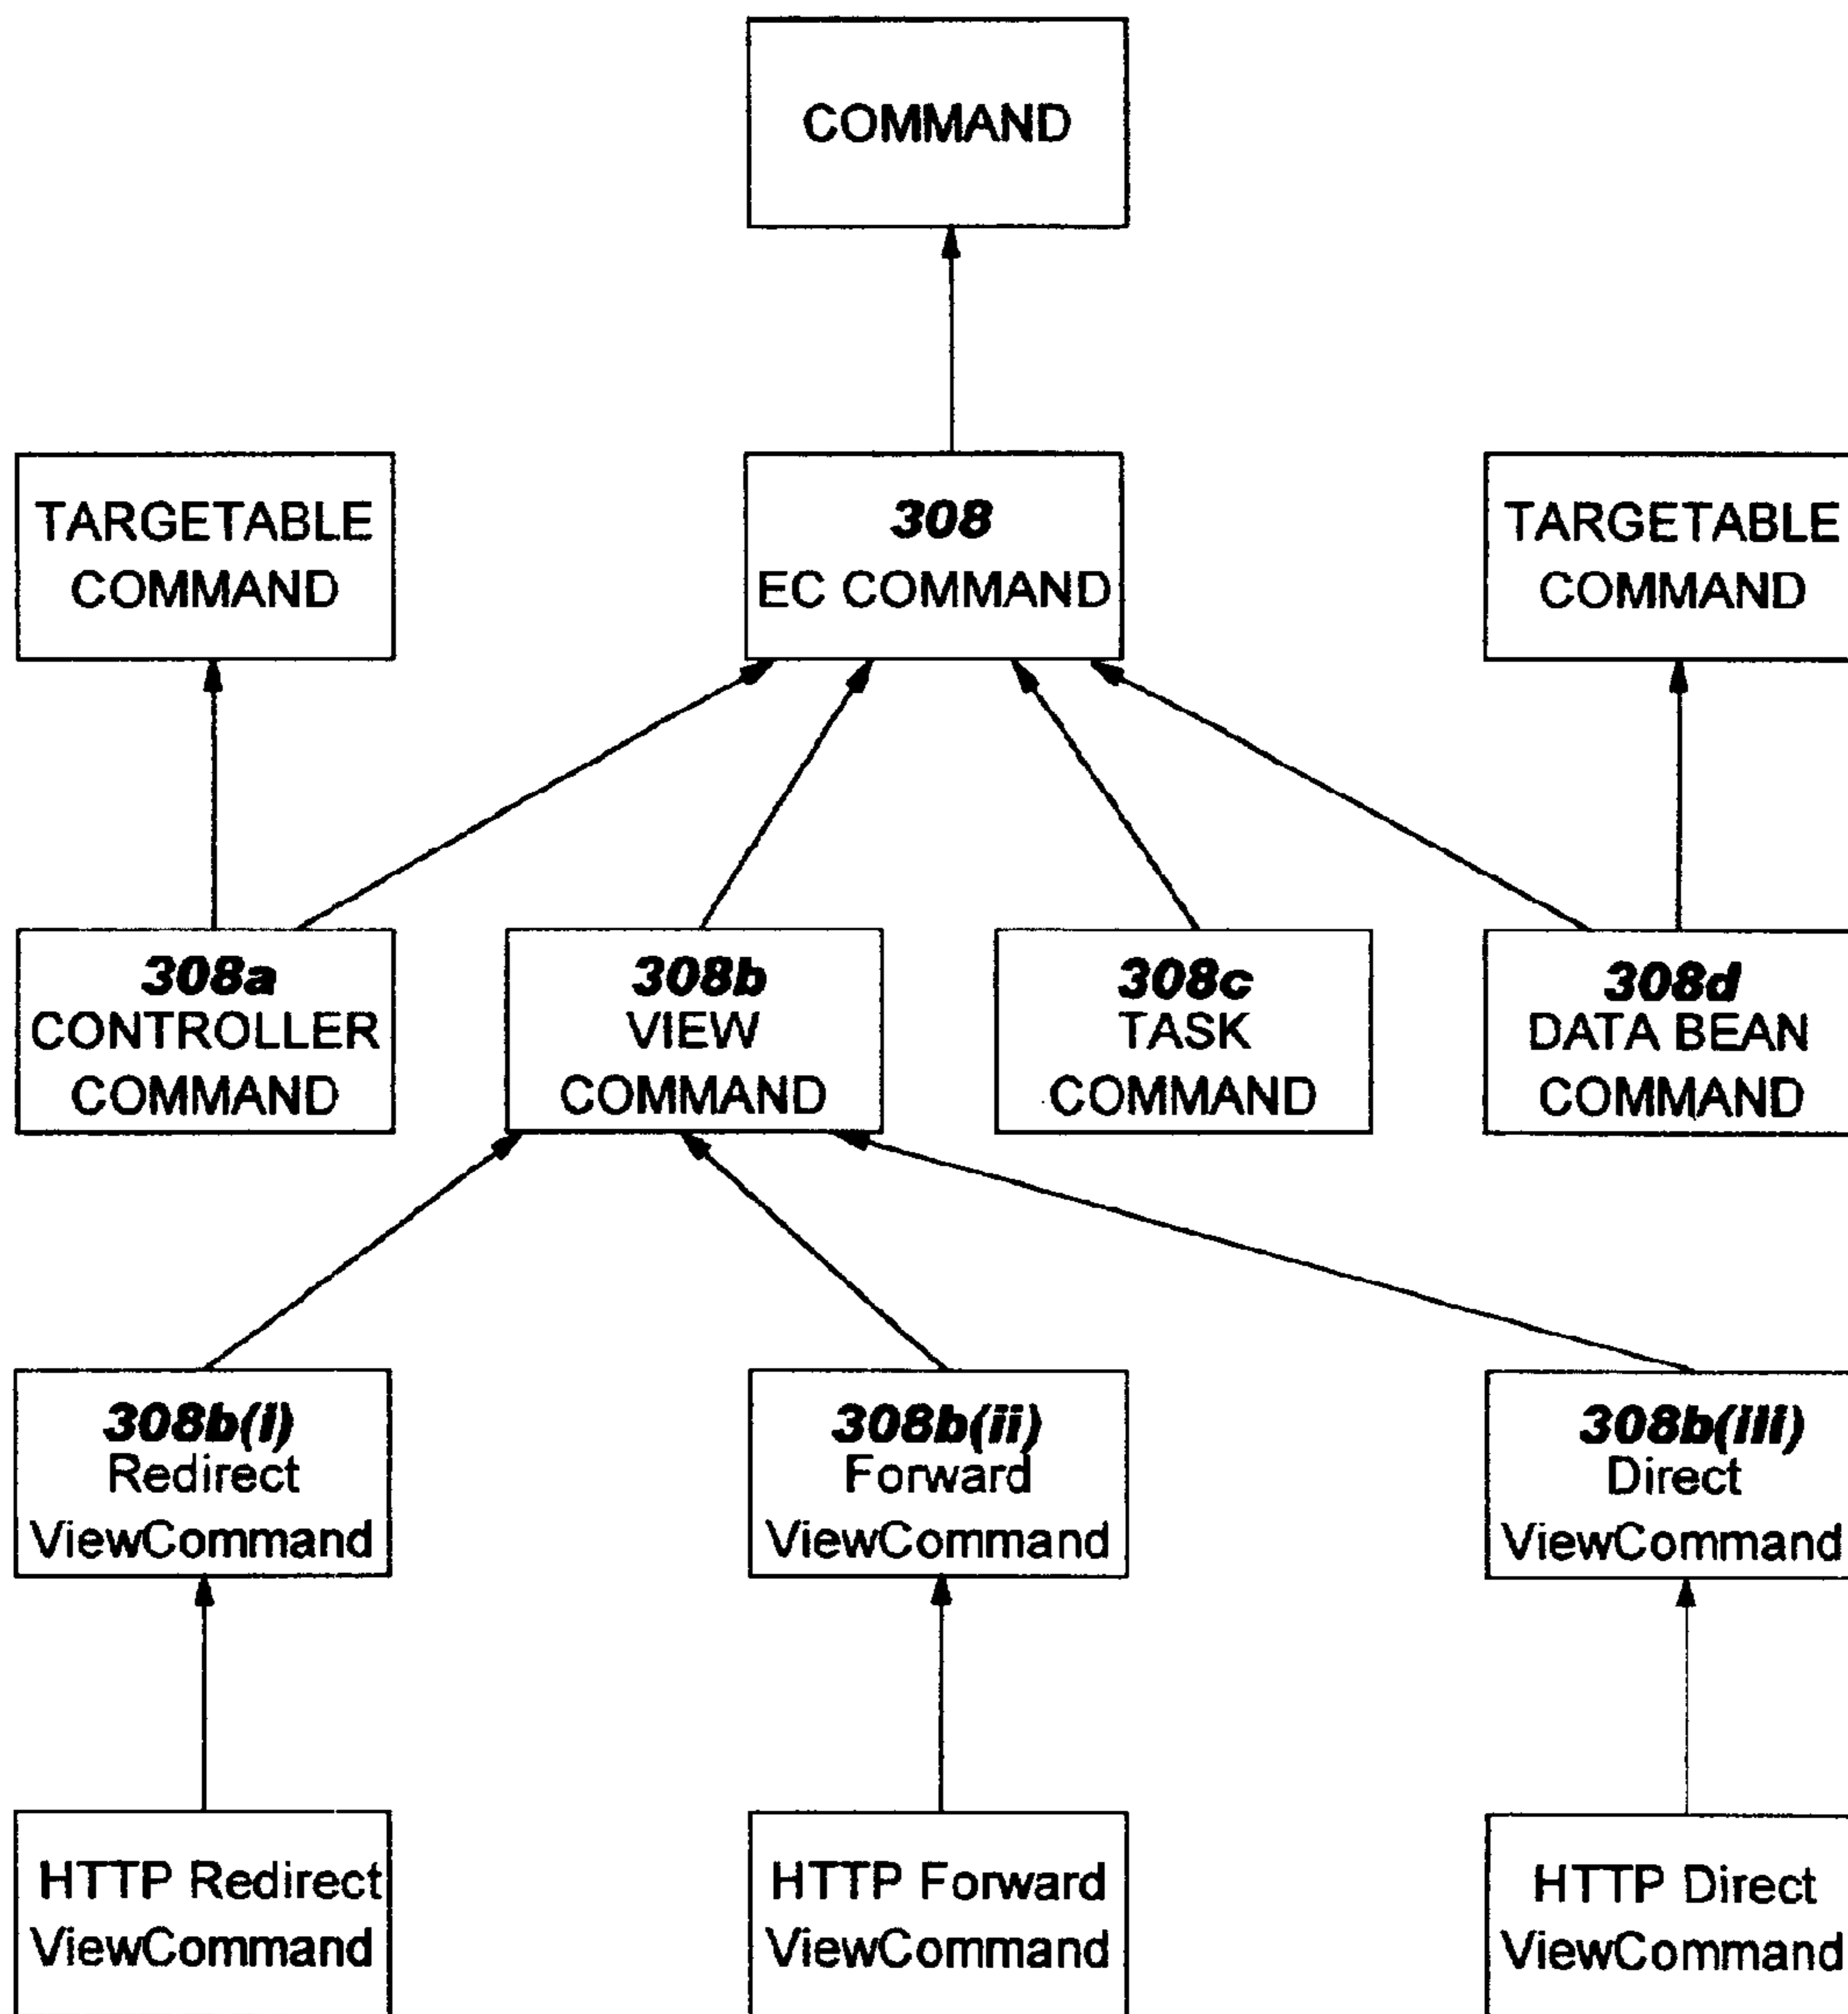 COMMAND
TARGETABLE
COMMAND
308
EC COMMAND
TARGETABLE
COMMAND
308a
CONTROLLER
COMMAND
308b
VIEW
COMMAND
308c
TASK
COMMAND
308d
DATA BEAN
COMMAND
308b(i)
Redirect
ViewCommand
308b(ii)
Forward
ViewCommand
308b(iii)
Direct
ViewCommand
HTTP Redirect
ViewCommand
HTTP Forward
ViewCommand
HTTP Direct
ViewCommand